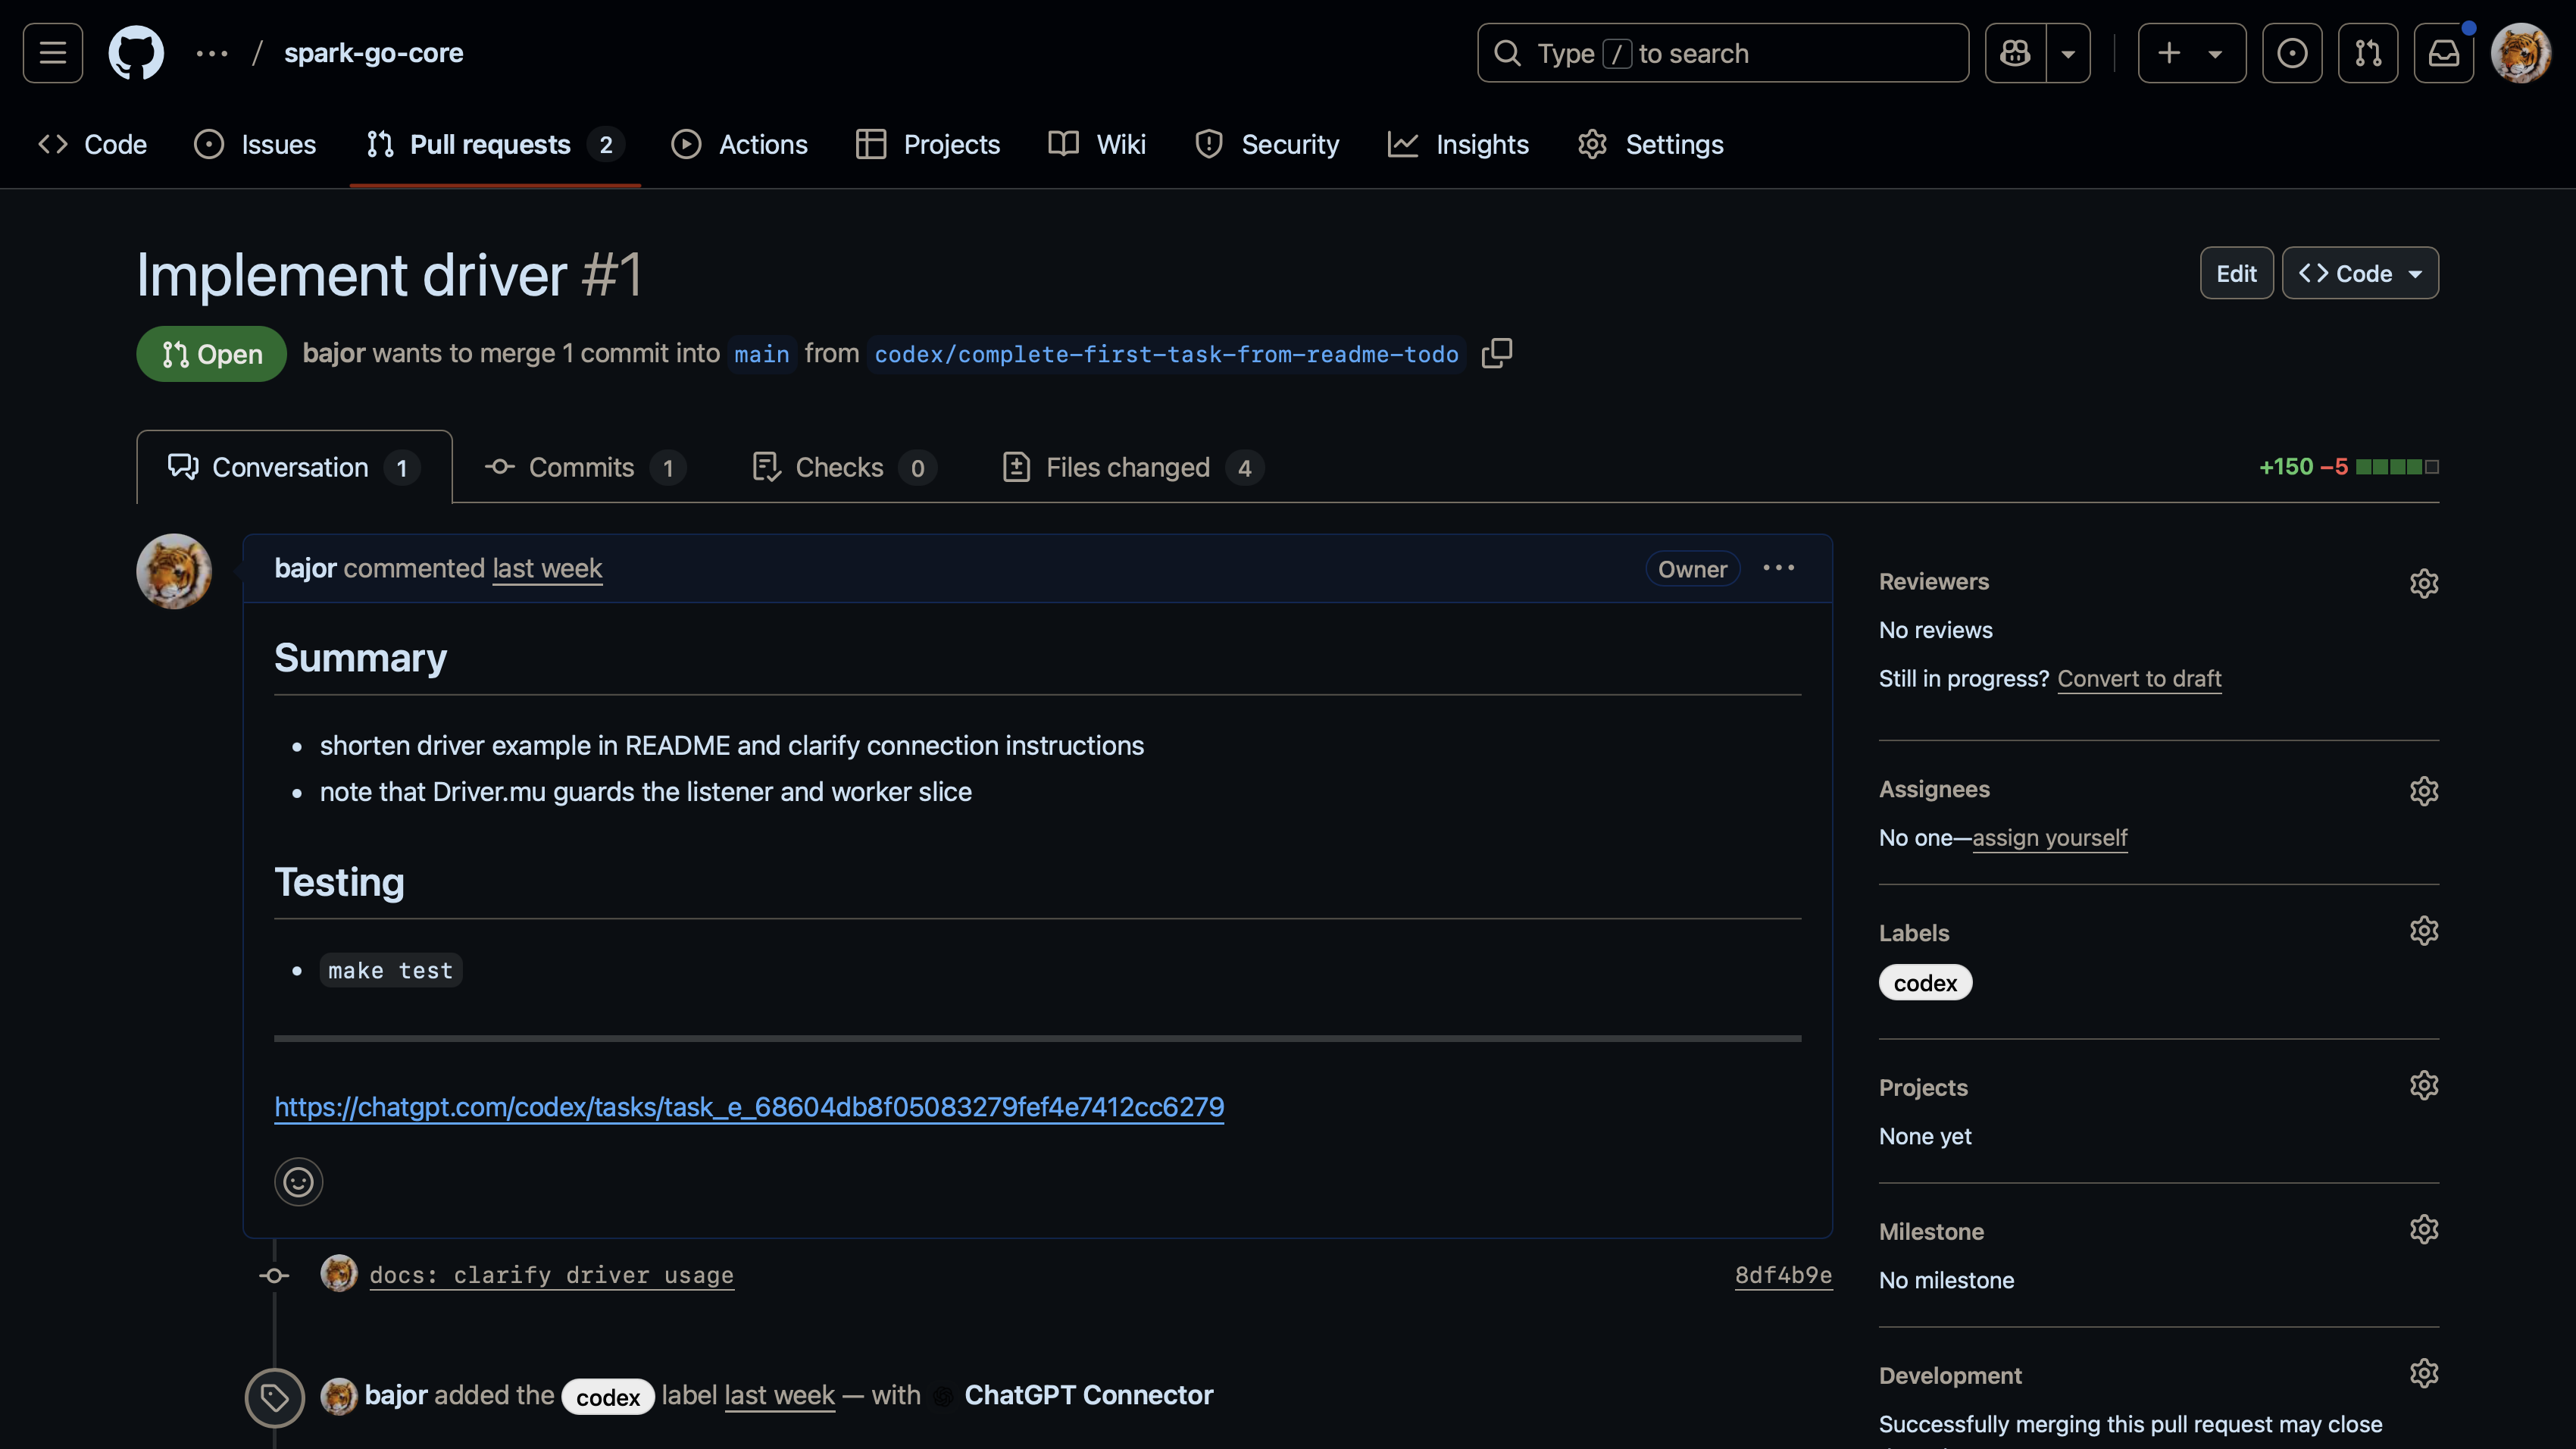 ··· / spark-go-core
Type / to search
Code
Issues
Pull requests 2
Actions
Projects
Wiki
Security
Insights
Settings
Implement driver #1
Edit
Code
Open
bajor wants to merge 1 commit into main from codex/complete-first-task-from-readme-todo
Conversation 1
Commits 1
Checks 0
Files changed 4
+150 −5
bajor commented last week
Owner
Summary
• shorten driver example in README and clarify connection instructions
• note that Driver.mu guards the listener and worker slice
Testing
• make test
https://chatgpt.com/codex/tasks/task_e_68604db8f05083279fef4e7412cc6279
docs: clarify driver usage
8df4b9e
bajor added the codex label last week — with ChatGPT Connector
Reviewers
No reviews
Still in progress? Convert to draft
Assignees
No one—assign yourself
Labels
codex
Projects
None yet
Milestone
No milestone
Development
Successfully merging this pull request may close